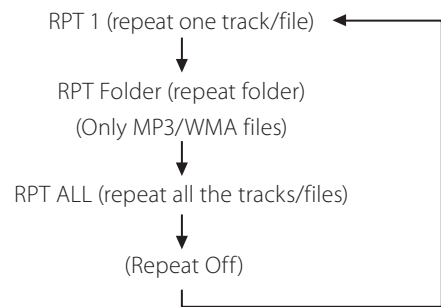 RPT 1 (repeat one track/file)
RPT Folder (repeat folder)
(Only MP3/WMA files)
RPT ALL (repeat all the tracks/files)
(Repeat Off)